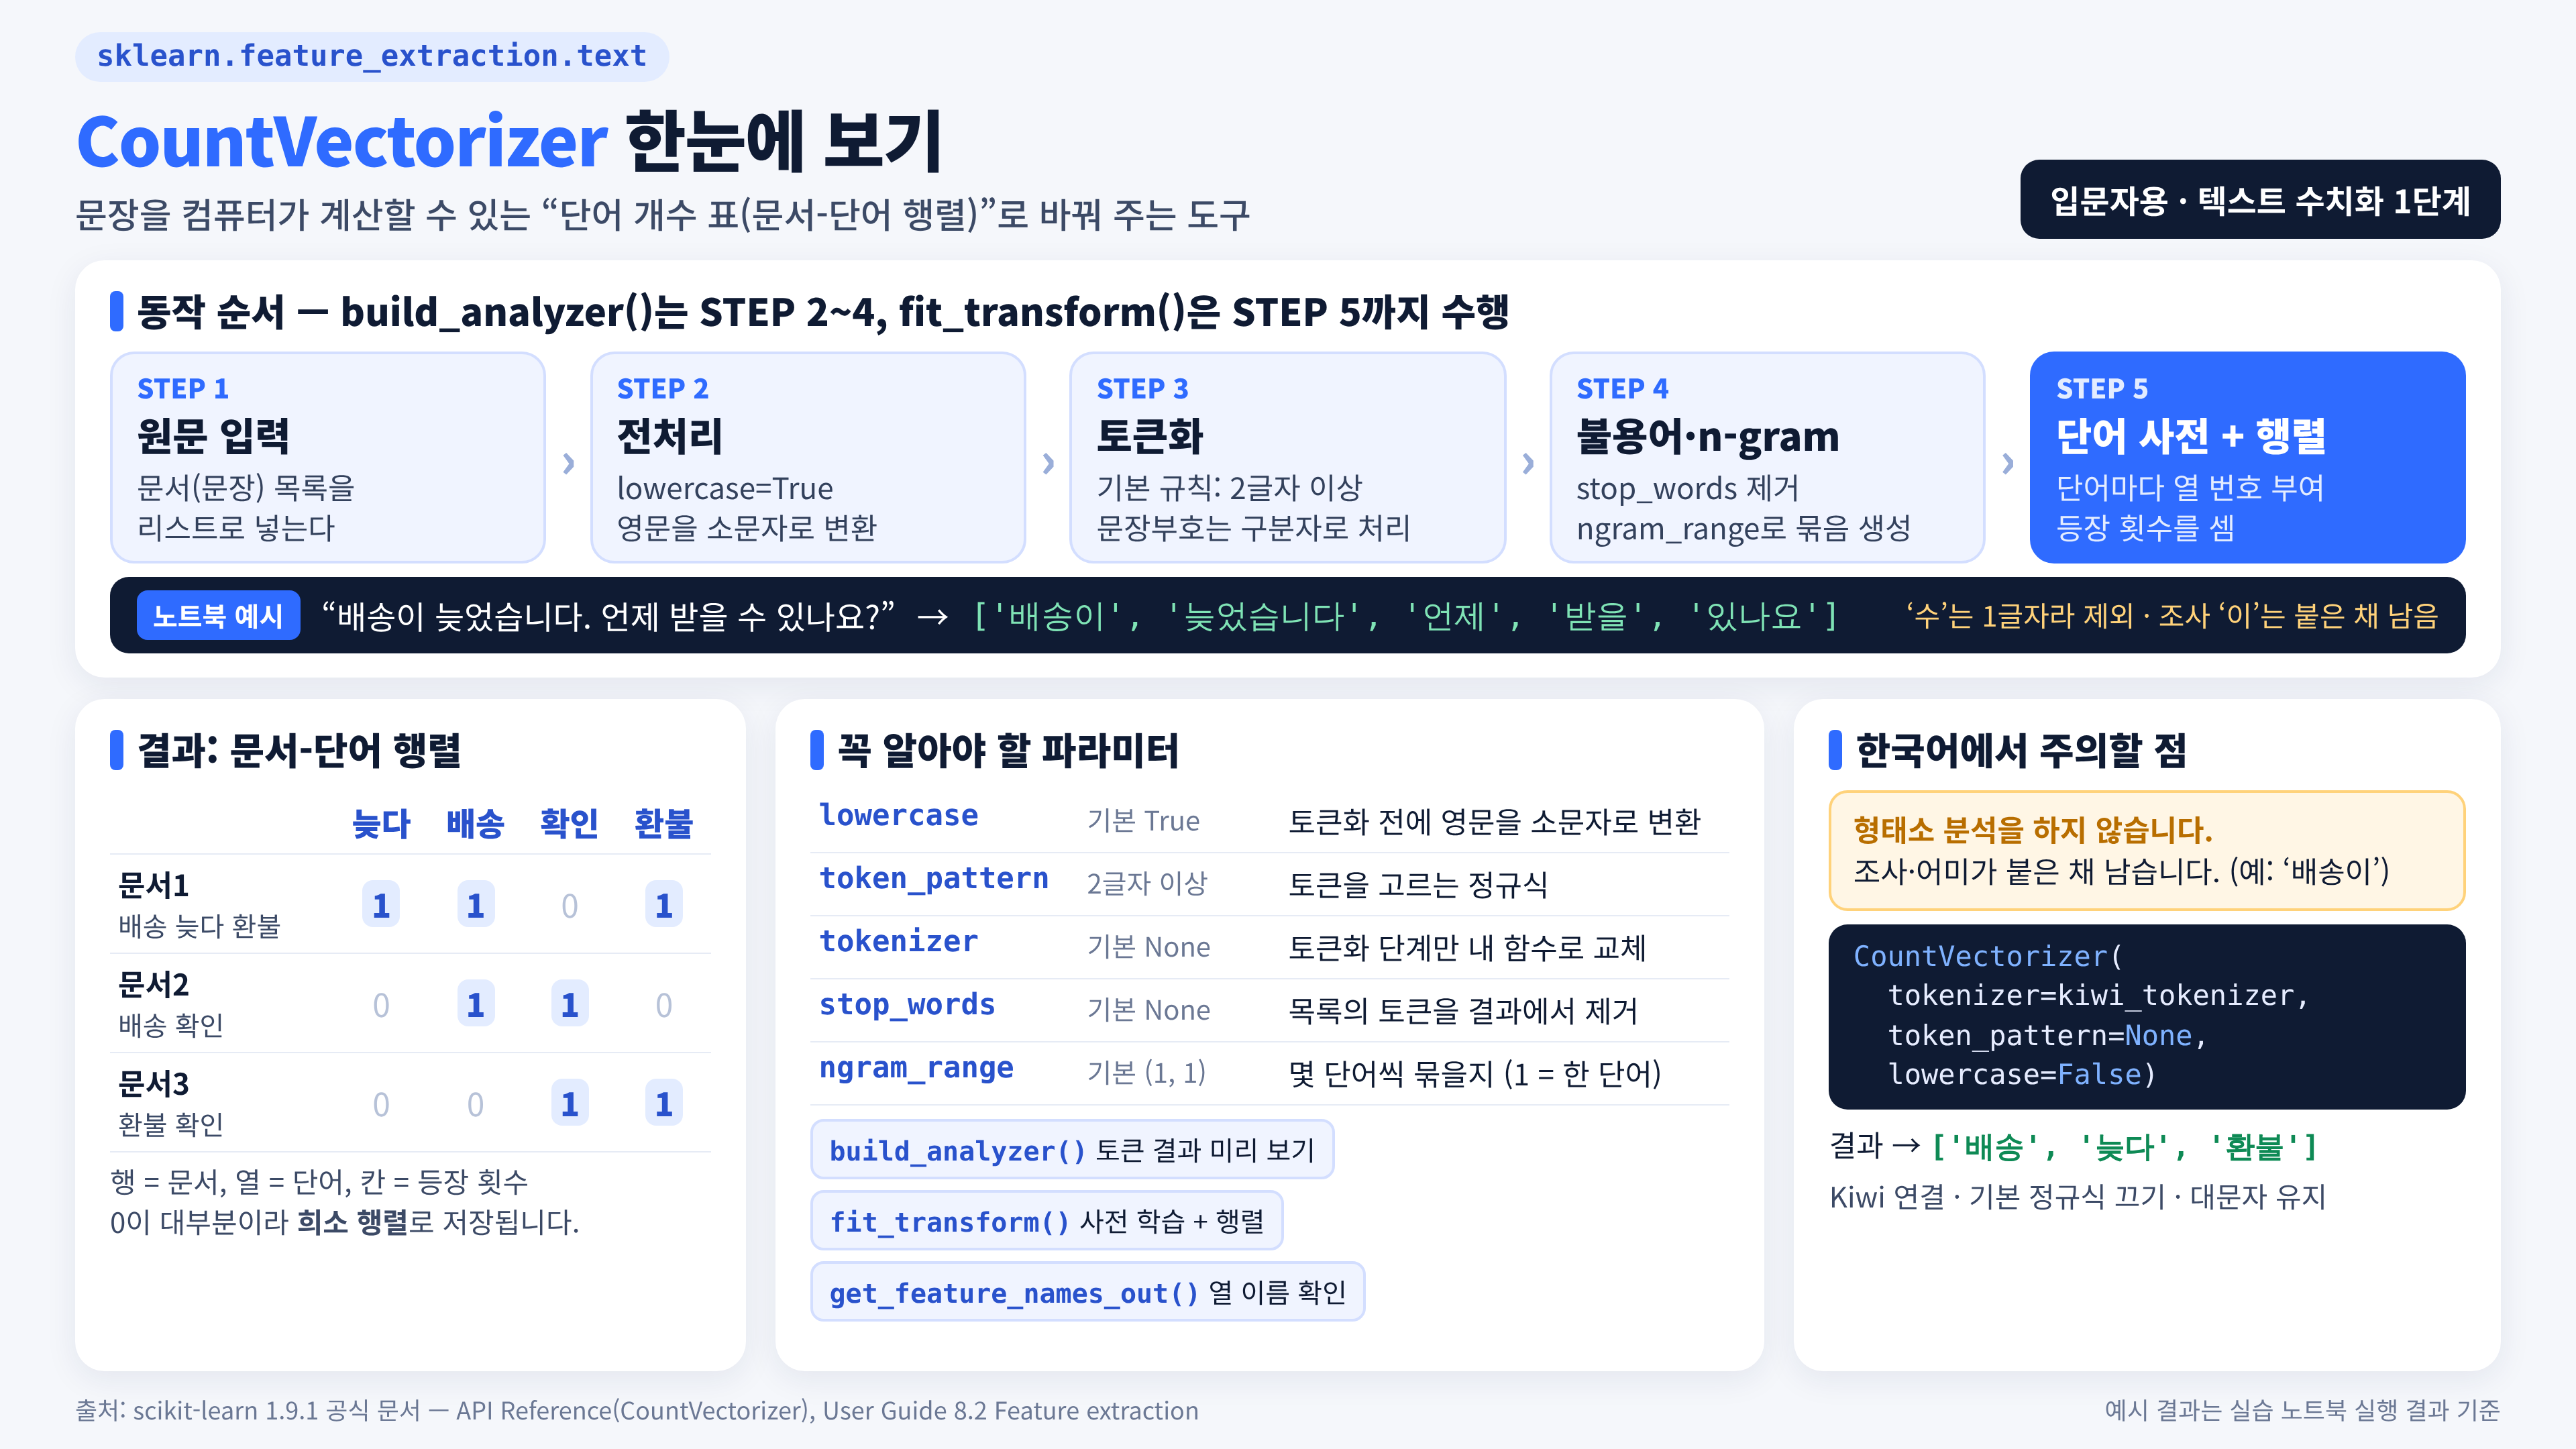 sklearn.feature_extraction.text
CountVectorizer 한눈에 보기
문장을 컴퓨터가 계산할 수 있는 “단어 개수 표(문서-단어 행렬)”로 바꿔 주는 도구
입문자용 · 텍스트 수치화 1단계
동작 순서 — build_analyzer()는 STEP 2~4, fit_transform()은 STEP 5까지 수행
STEP 1
원문 입력
문서(문장) 목록을
리스트로 넣는다
›
STEP 2
전처리
lowercase=True
영문을 소문자로 변환
›
STEP 3
토큰화
기본 규칙: 2글자 이상
문장부호는 구분자로 처리
›
STEP 4
불용어·n-gram
stop_words 제거
ngram_range로 묶음 생성
›
STEP 5
단어 사전 + 행렬
단어마다 열 번호 부여
등장 횟수를 셈
노트북 예시 “배송이 늦었습니다. 언제 받을 수 있나요?” → ['배송이', '늦었습니다', '언제', '받을', '있나요'] ‘수’는 1글자라 제외 · 조사 ‘이’는 붙은 채 남음
결과: 문서-단어 행렬
늦다 배송 확인 환불
문서1
배송 늦다 환불
1 1 0 1
문서2
배송 확인
0 1 1 0
문서3
환불 확인
0 0 1 1
행 = 문서, 열 = 단어, 칸 = 등장 횟수
0이 대부분이라 희소 행렬로 저장됩니다.
꼭 알아야 할 파라미터
lowercase 기본 True 토큰화 전에 영문을 소문자로 변환
token_pattern 2글자 이상 토큰을 고르는 정규식
tokenizer 기본 None 토큰화 단계만 내 함수로 교체
stop_words 기본 None 목록의 토큰을 결과에서 제거
ngram_range 기본 (1, 1) 몇 단어씩 묶을지 (1 = 한 단어)
build_analyzer() 토큰 결과 미리 보기
fit_transform() 사전 학습 + 행렬
get_feature_names_out() 열 이름 확인
한국어에서 주의할 점
형태소 분석을 하지 않습니다.
조사·어미가 붙은 채 남습니다. (예: ‘배송이’)
CountVectorizer(
tokenizer=kiwi_tokenizer,
token_pattern=None,
lowercase=False)
결과 → ['배송', '늦다', '환불']
Kiwi 연결 · 기본 정규식 끄기 · 대문자 유지
출처: scikit-learn 1.9.1 공식 문서 — API Reference(CountVectorizer), User Guide 8.2 Feature extraction
예시 결과는 실습 노트북 실행 결과 기준